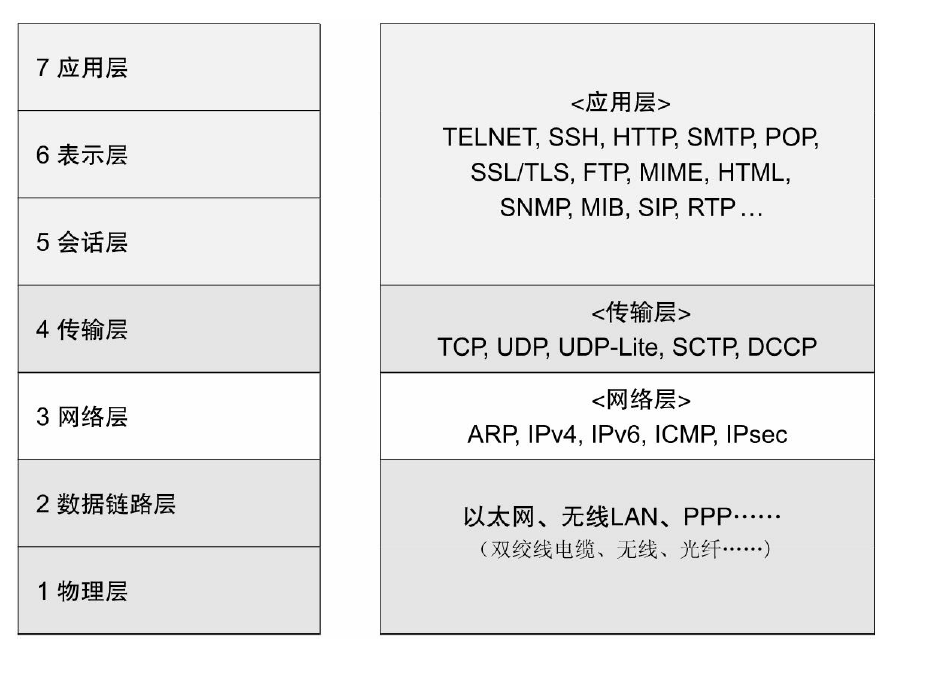 7 应用层
6 表示层
5 会话层
4 传输层
3 网络层
2 数据链路层
1 物理层
<应用层>
TELNET, SSH, HTTP, SMTP, POP,
SSL/TLS, FTP, MIME, HTML,
SNMP, MIB, SIP, RTP …
<传输层>
TCP, UDP, UDP-Lite, SCTP, DCCP
<网络层>
ARP, IPv4, IPv6, ICMP, IPsec
以太网、无线LAN、PPP……
（双绞线电缆、无线、光纤……）